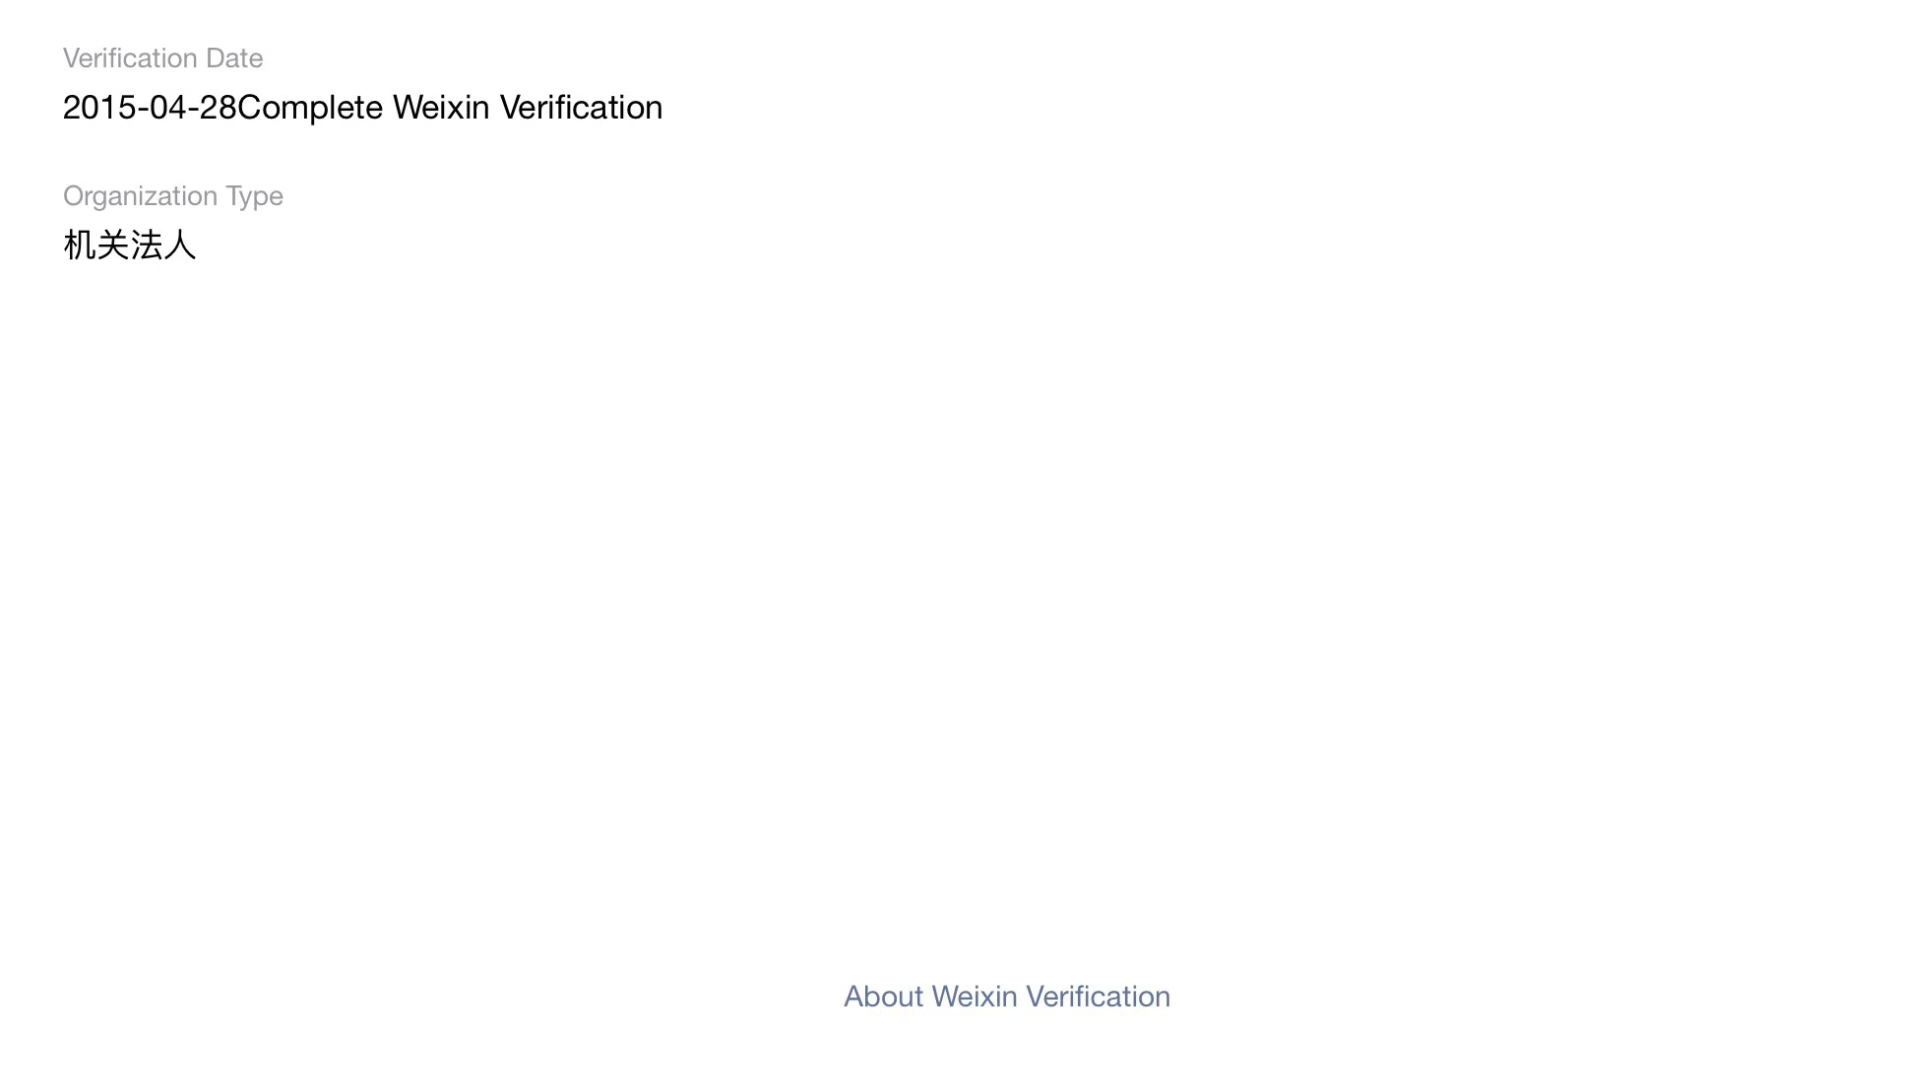 Verification Date
2015-04-28Complete Weixin Verification
Organization Type
机关法人
About Weixin Verification